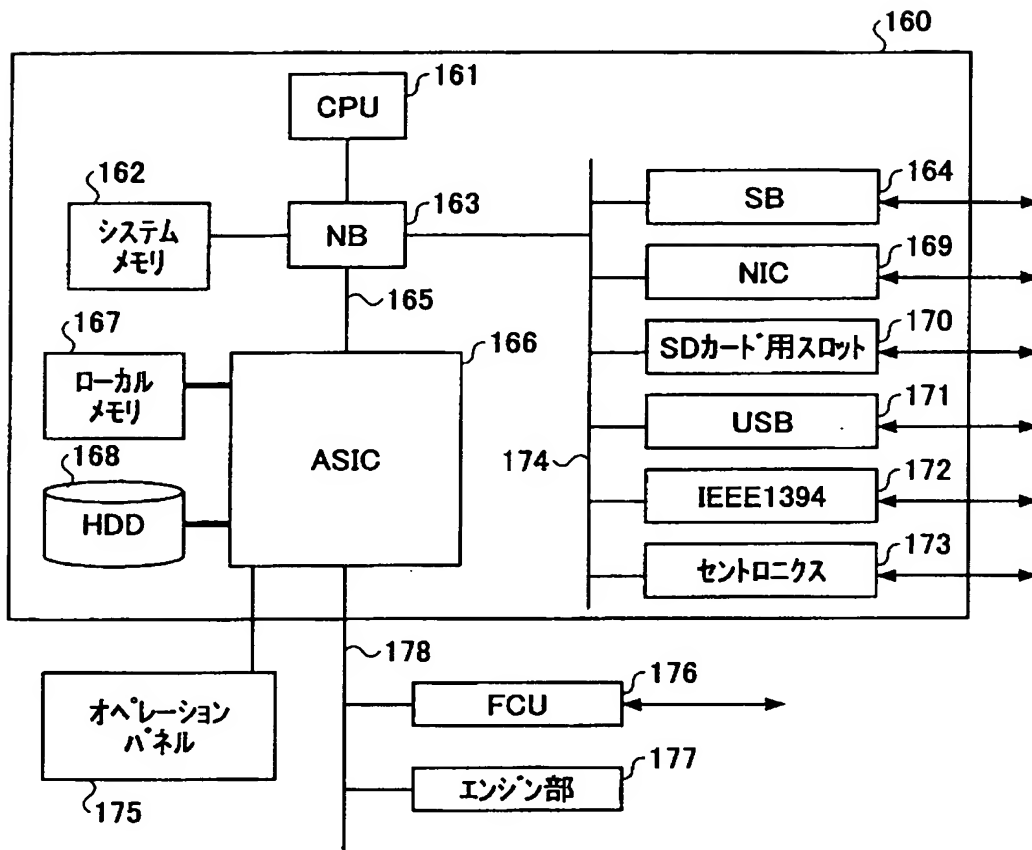 160
161
CPU
162
システム
メモリ
163
NB
164
SB
165
169
NIC
167
ローカル
メモリ
166
ASIC
170
SDカード用スロット
171
USB
168
HDD
174
172
IEEE1394
173
セントロニクス
178
オペレーション
パネル
175
176
FCU
177
エンジン部